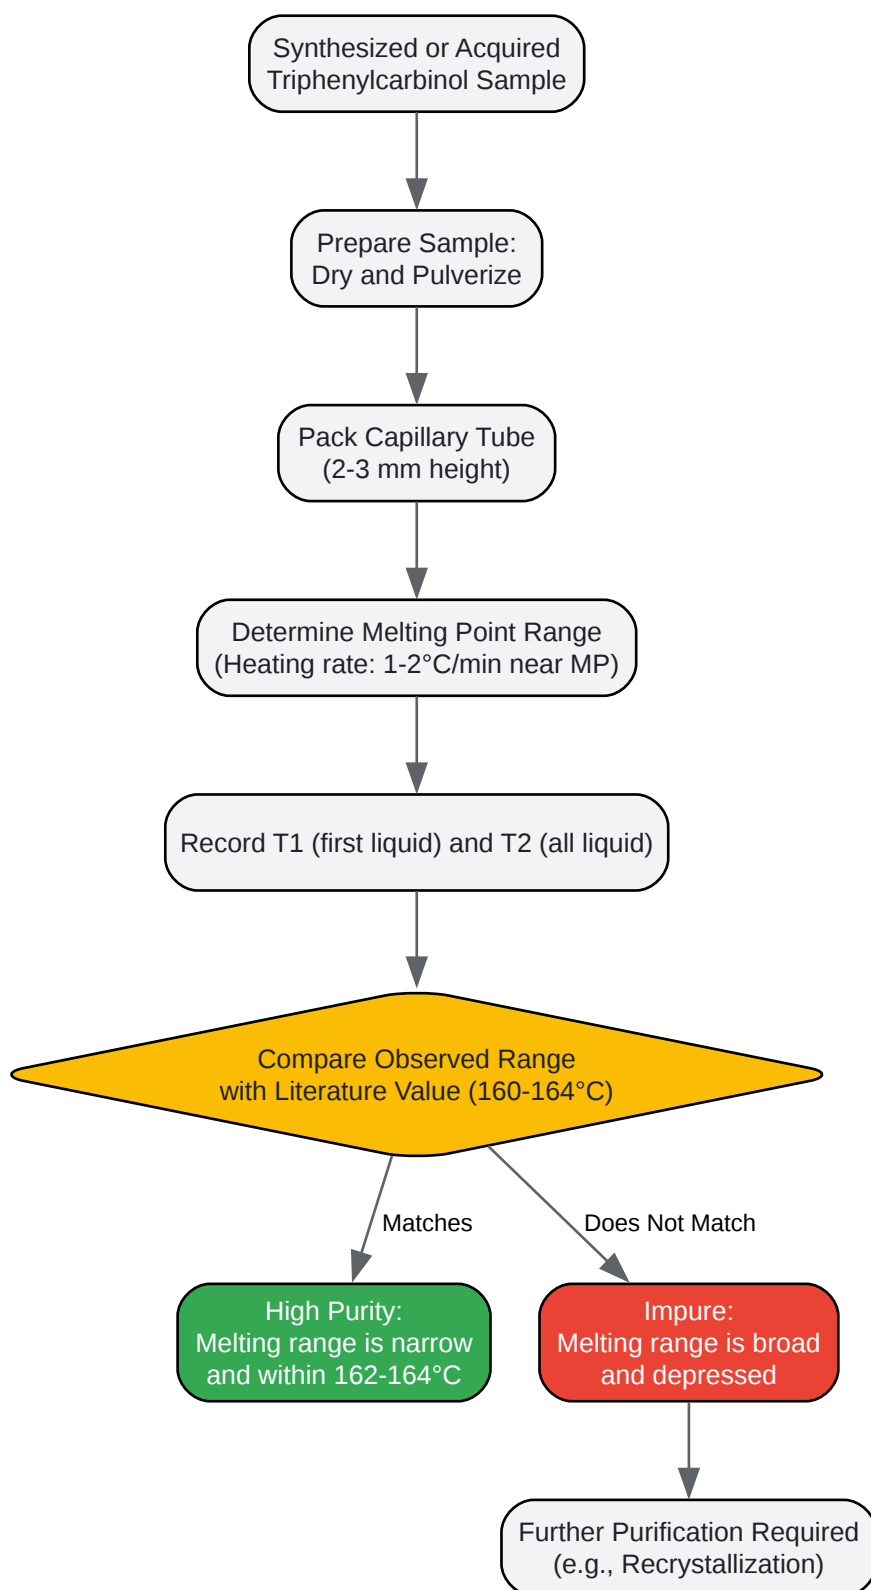 Synthesized or Acquired
Triphenylcarbinol Sample
Prepare Sample:
Dry and Pulverize
Pack Capillary Tube
(2-3 mm height)
Determine Melting Point Range
(Heating rate: 1-2°C/min near MP)
Record T1 (first liquid) and T2 (all liquid)
Compare Observed Range
with Literature Value (160-164°C)
Matches
Does Not Match
High Purity:
Melting range is narrow
and within 162-164°C
Impure:
Melting range is broad
and depressed
Further Purification Required
(e.g., Recrystallization)